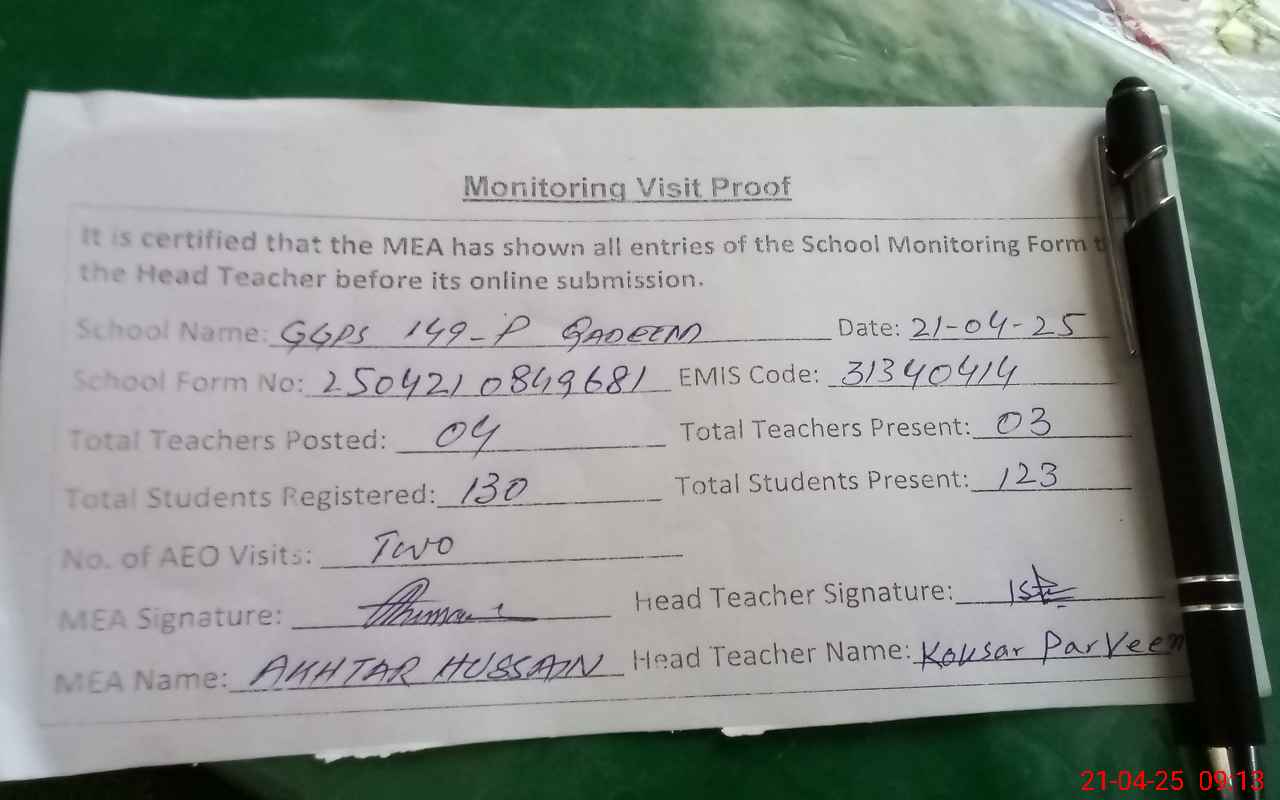 Monitoring Visit Proof
It is certified that the MEA has shown all entries of the School Monitoring Form t
the Head Teacher before its online submission.
School Name: GGPS 149-P QADEEM Date: 21-04-25
School Form No: 2504210849681 EMIS Code: 31340414
Total Teachers Posted: 04 Total Teachers Present: 03
Total Students Registered: 130 Total Students Present: 123
No. of AEO Visits: Two
MEA Signature: Head Teacher Signature:
MEA Name: AKHTAR HUSSAIN Head Teacher Name: Kousar Parveen
21-04-25 09:13